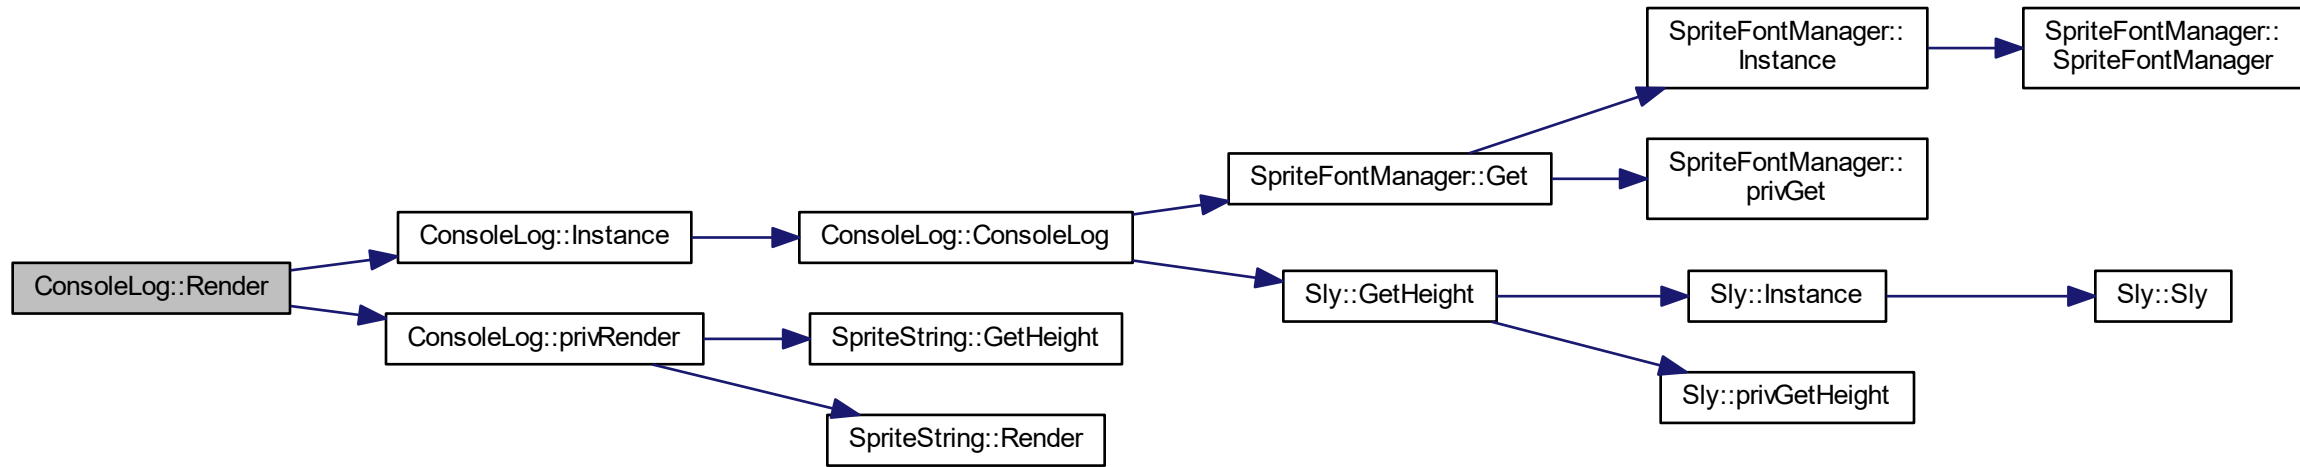 ConsoleLog::Render
ConsoleLog::Instance
ConsoleLog::privRender
ConsoleLog::ConsoleLog
SpriteString::GetHeight
SpriteString::Render
SpriteFontManager::Get
Sly::GetHeight
SpriteFontManager::
Instance
SpriteFontManager::
privGet
Sly::Instance
Sly::privGetHeight
SpriteFontManager::
SpriteFontManager
Sly::Sly